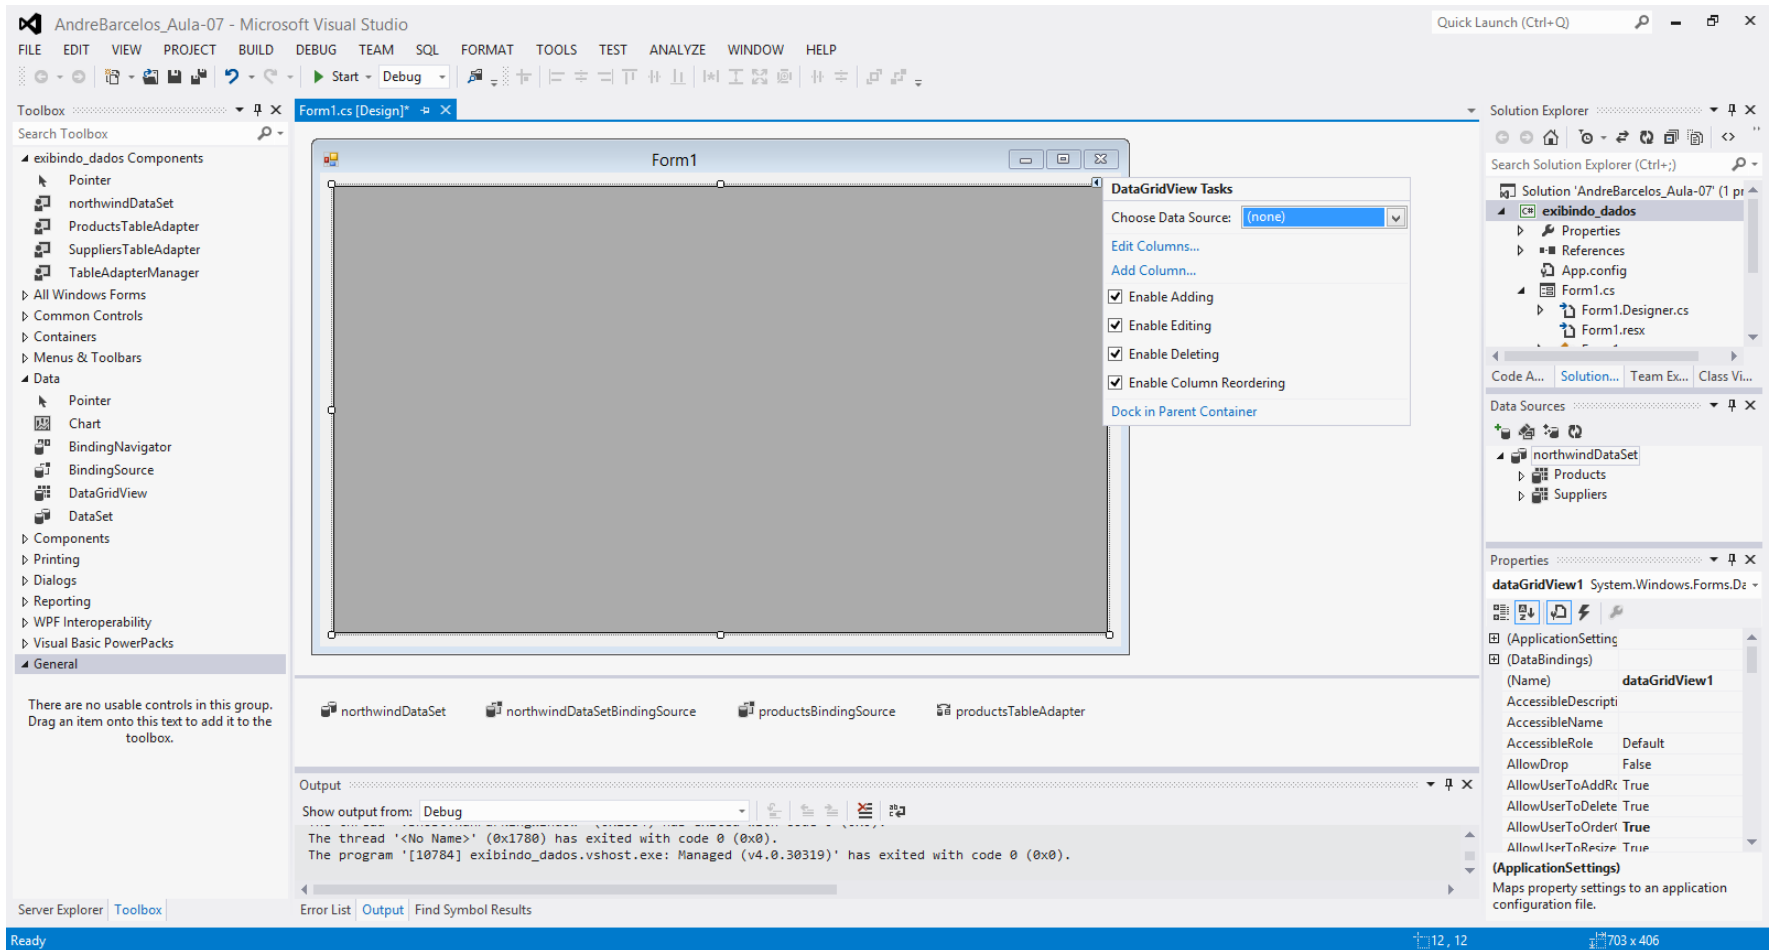 AndreBarcelos_Aula-07 - Microsoft Visual Studio
Quick Launch (Ctrl+Q)
FILE EDIT VIEW PROJECT BUILD DEBUG TEAM SQL FORMAT TOOLS TEST ANALYZE WINDOW HELP
Start Debug
Toolbox
Search Toolbox
exibindo_dados Components
Pointer
northwindDataSet
ProductsTableAdapter
SuppliersTableAdapter
TableAdapterManager
All Windows Forms
Common Controls
Containers
Menus & Toolbars
Data
Pointer
Chart
BindingNavigator
BindingSource
DataGridView
DataSet
Components
Printing
Dialogs
Reporting
WPF Interoperability
Visual Basic PowerPacks
General
There are no usable controls in this group.
Drag an item onto this text to add it to the
toolbox.
Server Explorer Toolbox
Form1.cs [Design]*
Form1
DataGridView Tasks
Choose Data Source: (none)
Edit Columns...
Add Column...
Enable Adding
Enable Editing
Enable Deleting
Enable Column Reordering
Dock in Parent Container
northwindDataSet northwindDataSetBindingSource productsBindingSource productsTableAdapter
Output
Show output from: Debug
The thread '<No Name>' (0x1780) has exited with code 0 (0x0).
The program '[10784] exibindo_dados.vshost.exe: Managed (v4.0.30319)' has exited with code 0 (0x0).
Error List Output Find Symbol Results
Solution Explorer
Search Solution Explorer (Ctrl+;)
Solution 'AndreBarcelos_Aula-07' (1 pr
exibindo_dados
Properties
References
App.config
Form1.cs
Form1.Designer.cs
Form1.resx
Code A... Solution... Team Ex... Class Vi...
Data Sources
northwindDataSet
Products
Suppliers
Properties
dataGridView1 System.Windows.Forms.Da
(ApplicationSetting
(DataBindings)
(Name) dataGridView1
AccessibleDescripti
AccessibleName
AccessibleRole Default
AllowDrop False
AllowUserToAddRo True
AllowUserToDelete True
AllowUserToOrder True
AllowUserToResize True
(ApplicationSettings)
Maps property settings to an application
configuration file.
Ready 12 , 12 703 x 406